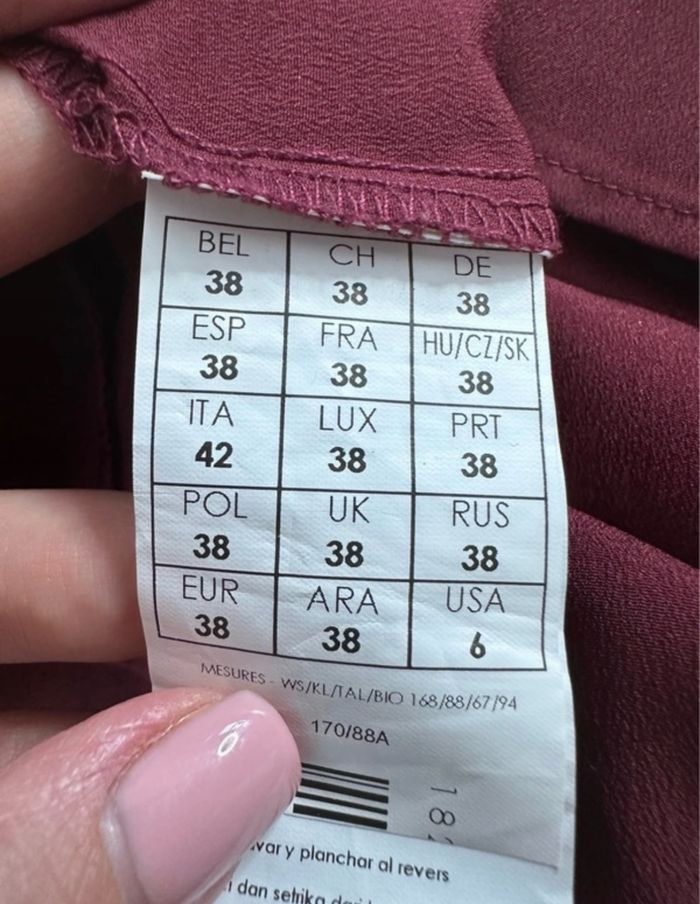 BEL CH DE
38 38 38
ESP FRA HU/CZ/SK
38 38 38
ITA LUX PRT
42 38 38
POL UK RUS
38 38 38
EUR ARA USA
38 38 6
MESURES - WS/KL/TAL/BIO 168/88/67/94
170/88A
18
y planchar al revers
dan setrika